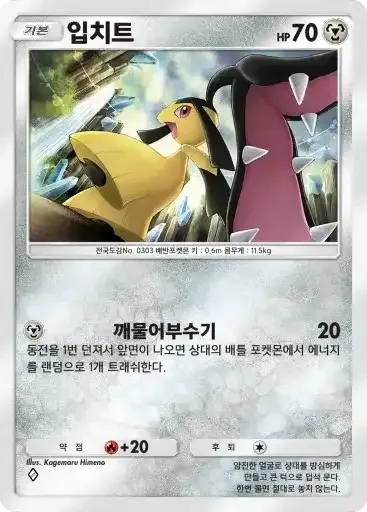 기본 입치트 HP 70
전국도감No. 0303 배반포켓몬 키 : 0.6m 몸무게 : 11.5kg
깨물어부수기 20
동전을 1번 던져서 앞면이 나오면 상대의 배틀 포켓몬에서 에너지
를 랜덤으로 1개 트래쉬한다.
약점 +20 후퇴
Illus. Kagemaru Himeno
얌전한 얼굴로 상대를 방심하게
만들고 큰 턱으로 덥석 문다.
한번 물면 절대로 놓지 않는다.